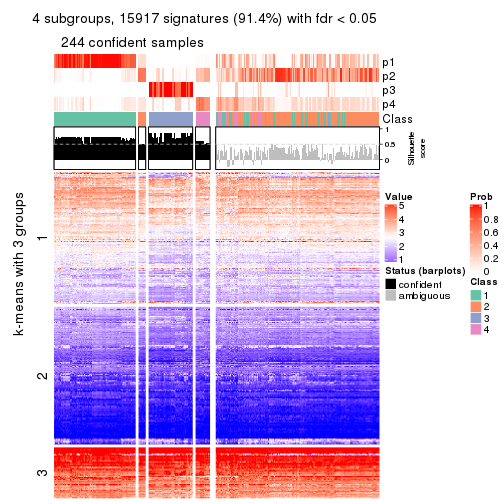 4 subgroups, 15917 signatures (91.4%) with fdr < 0.05
244 confident samples
p1
p2
p3
p4
Class
1
0.5
0
Silhouette
score
k-means with 3 groups
1
2
3
Value
5
4
3
2
1
Status (barplots)
confident
ambiguous
Prob
1
0.8
0.6
0.4
0.2
0
Class
1
2
3
4